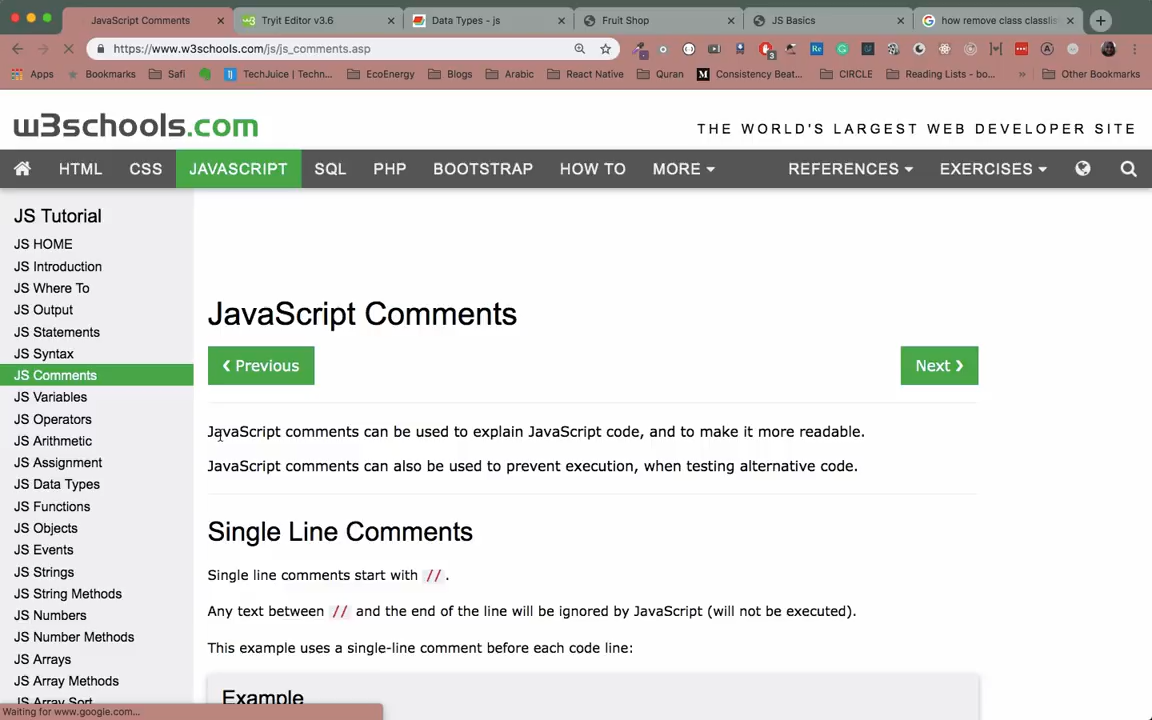 JavaScript Comments
Tryit Editor v3.6
Data Types - js
Fruit Shop
JS Basics
how remove class classlis
https://www.w3schools.com/js/js_comments.asp
Apps
Bookmarks
Safi
TechJuice | Techn...
EcoEnergy
Blogs
Arabic
React Native
Quran
Consistency Beat...
CIRCLE
Reading Lists - bo...
»
Other Bookmarks
w3schools.com
THE WORLD'S LARGEST WEB DEVELOPER SITE
HTML
CSS
JAVASCRIPT
SQL
PHP
BOOTSTRAP
HOW TO
MORE
REFERENCES
EXERCISES
JS Tutorial
JS HOME
JS Introduction
JS Where To
JS Output
JS Statements
JS Syntax
JS Comments
JS Variables
JS Operators
JS Arithmetic
JS Assignment
JS Data Types
JS Functions
JS Objects
JS Events
JS Strings
JS String Methods
JS Numbers
JS Number Methods
JS Arrays
JS Array Methods
JS Array Sort
JavaScript Comments
❮ Previous
Next ❯
JavaScript comments can be used to explain JavaScript code, and to make it more readable.
JavaScript comments can also be used to prevent execution, when testing alternative code.
Single Line Comments
Single line comments start with //.
Any text between // and the end of the line will be ignored by JavaScript (will not be executed).
This example uses a single-line comment before each code line:
Example
Waiting for www.google.com...